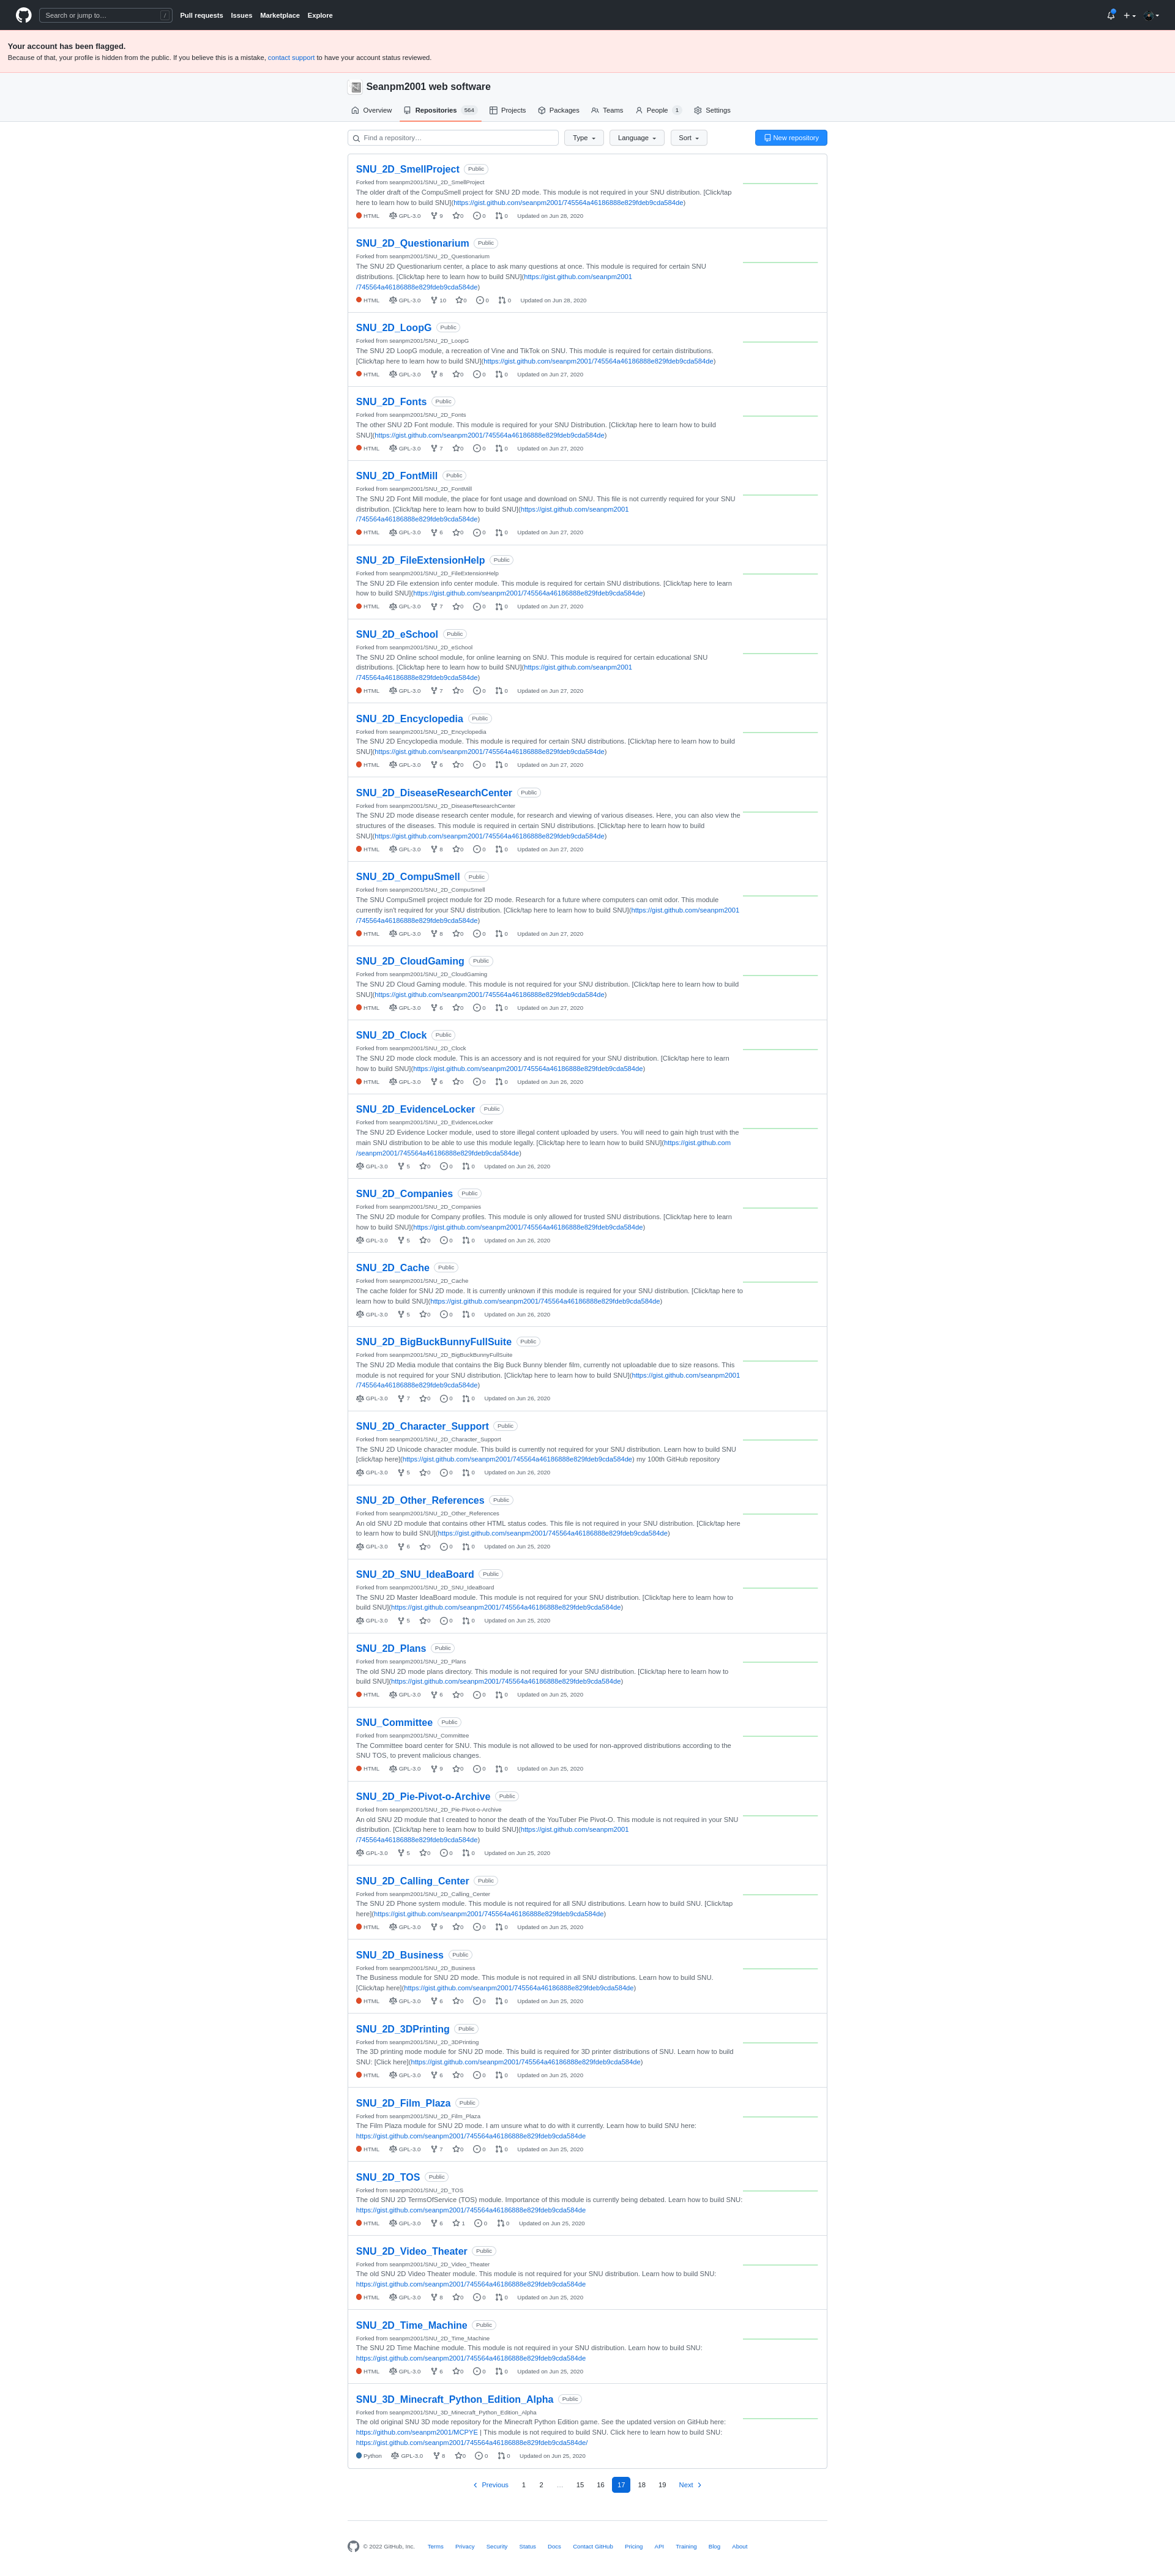 Search or jump to… /
Pull requests Issues Marketplace Explore
Your account has been flagged.
Because of that, your profile is hidden from the public. If you believe this is a mistake, contact support to have your account status reviewed.
Seanpm2001 web software
Overview Repositories 564 Projects Packages Teams People 1 Settings
Find a repository… Type Language Sort New repository
SNU_2D_SmellProject Public
Forked from seanpm2001/SNU_2D_SmellProject
The older draft of the CompuSmell project for SNU 2D mode. This module is not required in your SNU distribution. [Click/tap
here to learn how to build SNU](https://gist.github.com/seanpm2001/745564a46186888e829fdeb9cda584de)
HTML GPL-3.0 9 0 0 0 Updated on Jun 28, 2020
SNU_2D_Questionarium Public
Forked from seanpm2001/SNU_2D_Questionarium
The SNU 2D Questionarium center, a place to ask many questions at once. This module is required for certain SNU
distributions. [Click/tap here to learn how to build SNU](https://gist.github.com/seanpm2001
/745564a46186888e829fdeb9cda584de)
HTML GPL-3.0 10 0 0 0 Updated on Jun 28, 2020
SNU_2D_LoopG Public
Forked from seanpm2001/SNU_2D_LoopG
The SNU 2D LoopG module, a recreation of Vine and TikTok on SNU. This module is required for certain distributions.
[Click/tap here to learn how to build SNU](https://gist.github.com/seanpm2001/745564a46186888e829fdeb9cda584de)
HTML GPL-3.0 8 0 0 0 Updated on Jun 27, 2020
SNU_2D_Fonts Public
Forked from seanpm2001/SNU_2D_Fonts
The other SNU 2D Font module. This module is required for your SNU Distribution. [Click/tap here to learn how to build
SNU](https://gist.github.com/seanpm2001/745564a46186888e829fdeb9cda584de)
HTML GPL-3.0 7 0 0 0 Updated on Jun 27, 2020
SNU_2D_FontMill Public
Forked from seanpm2001/SNU_2D_FontMill
The SNU 2D Font Mill module, the place for font usage and download on SNU. This file is not currently required for your SNU
distribution. [Click/tap here to learn how to build SNU](https://gist.github.com/seanpm2001
/745564a46186888e829fdeb9cda584de)
HTML GPL-3.0 6 0 0 0 Updated on Jun 27, 2020
SNU_2D_FileExtensionHelp Public
Forked from seanpm2001/SNU_2D_FileExtensionHelp
The SNU 2D File extension info center module. This module is required for certain SNU distributions. [Click/tap here to learn
how to build SNU](https://gist.github.com/seanpm2001/745564a46186888e829fdeb9cda584de)
HTML GPL-3.0 7 0 0 0 Updated on Jun 27, 2020
SNU_2D_eSchool Public
Forked from seanpm2001/SNU_2D_eSchool
The SNU 2D Online school module, for online learning on SNU. This module is required for certain educational SNU
distributions. [Click/tap here to learn how to build SNU](https://gist.github.com/seanpm2001
/745564a46186888e829fdeb9cda584de)
HTML GPL-3.0 7 0 0 0 Updated on Jun 27, 2020
SNU_2D_Encyclopedia Public
Forked from seanpm2001/SNU_2D_Encyclopedia
The SNU 2D Encyclopedia module. This module is required for certain SNU distributions. [Click/tap here to learn how to build
SNU](https://gist.github.com/seanpm2001/745564a46186888e829fdeb9cda584de)
HTML GPL-3.0 6 0 0 0 Updated on Jun 27, 2020
SNU_2D_DiseaseResearchCenter Public
Forked from seanpm2001/SNU_2D_DiseaseResearchCenter
The SNU 2D mode disease research center module, for research and viewing of various diseases. Here, you can also view the
structures of the diseases. This module is required in certain SNU distributions. [Click/tap here to learn how to build
SNU](https://gist.github.com/seanpm2001/745564a46186888e829fdeb9cda584de)
HTML GPL-3.0 8 0 0 0 Updated on Jun 27, 2020
SNU_2D_CompuSmell Public
Forked from seanpm2001/SNU_2D_CompuSmell
The SNU CompuSmell project module for 2D mode. Research for a future where computers can omit odor. This module
currently isn't required for your SNU distribution. [Click/tap here to learn how to build SNU](https://gist.github.com/seanpm2001
/745564a46186888e829fdeb9cda584de)
HTML GPL-3.0 8 0 0 0 Updated on Jun 27, 2020
SNU_2D_CloudGaming Public
Forked from seanpm2001/SNU_2D_CloudGaming
The SNU 2D Cloud Gaming module. This module is not required for your SNU distribution. [Click/tap here to learn how to build
SNU](https://gist.github.com/seanpm2001/745564a46186888e829fdeb9cda584de)
HTML GPL-3.0 6 0 0 0 Updated on Jun 27, 2020
SNU_2D_Clock Public
Forked from seanpm2001/SNU_2D_Clock
The SNU 2D mode clock module. This is an accessory and is not required for your SNU distribution. [Click/tap here to learn
how to build SNU](https://gist.github.com/seanpm2001/745564a46186888e829fdeb9cda584de)
HTML GPL-3.0 6 0 0 0 Updated on Jun 26, 2020
SNU_2D_EvidenceLocker Public
Forked from seanpm2001/SNU_2D_EvidenceLocker
The SNU 2D Evidence Locker module, used to store illegal content uploaded by users. You will need to gain high trust with the
main SNU distribution to be able to use this module legally. [Click/tap here to learn how to build SNU](https://gist.github.com
/seanpm2001/745564a46186888e829fdeb9cda584de)
GPL-3.0 5 0 0 0 Updated on Jun 26, 2020
SNU_2D_Companies Public
Forked from seanpm2001/SNU_2D_Companies
The SNU 2D module for Company profiles. This module is only allowed for trusted SNU distributions. [Click/tap here to learn
how to build SNU](https://gist.github.com/seanpm2001/745564a46186888e829fdeb9cda584de)
GPL-3.0 5 0 0 0 Updated on Jun 26, 2020
SNU_2D_Cache Public
Forked from seanpm2001/SNU_2D_Cache
The cache folder for SNU 2D mode. It is currently unknown if this module is required for your SNU distribution. [Click/tap here to
learn how to build SNU](https://gist.github.com/seanpm2001/745564a46186888e829fdeb9cda584de)
GPL-3.0 5 0 0 0 Updated on Jun 26, 2020
SNU_2D_BigBuckBunnyFullSuite Public
Forked from seanpm2001/SNU_2D_BigBuckBunnyFullSuite
The SNU 2D Media module that contains the Big Buck Bunny blender film, currently not uploadable due to size reasons. This
module is not required for your SNU distribution. [Click/tap here to learn how to build SNU](https://gist.github.com/seanpm2001
/745564a46186888e829fdeb9cda584de)
GPL-3.0 7 0 0 0 Updated on Jun 26, 2020
SNU_2D_Character_Support Public
Forked from seanpm2001/SNU_2D_Character_Support
The SNU 2D Unicode character module. This build is currently not required for your SNU distribution. Learn how to build SNU
[click/tap here](https://gist.github.com/seanpm2001/745564a46186888e829fdeb9cda584de) my 100th GitHub repository
GPL-3.0 5 0 0 0 Updated on Jun 26, 2020
SNU_2D_Other_References Public
Forked from seanpm2001/SNU_2D_Other_References
An old SNU 2D module that contains other HTML status codes. This file is not required in your SNU distribution. [Click/tap here
to learn how to build SNU](https://gist.github.com/seanpm2001/745564a46186888e829fdeb9cda584de)
GPL-3.0 6 0 0 0 Updated on Jun 25, 2020
SNU_2D_SNU_IdeaBoard Public
Forked from seanpm2001/SNU_2D_SNU_IdeaBoard
The SNU 2D Master IdeaBoard module. This module is not required for your SNU distribution. [Click/tap here to learn how to
build SNU](https://gist.github.com/seanpm2001/745564a46186888e829fdeb9cda584de)
GPL-3.0 5 0 0 0 Updated on Jun 25, 2020
SNU_2D_Plans Public
Forked from seanpm2001/SNU_2D_Plans
The old SNU 2D mode plans directory. This module is not required for your SNU distribution. [Click/tap here to learn how to
build SNU](https://gist.github.com/seanpm2001/745564a46186888e829fdeb9cda584de)
HTML GPL-3.0 6 0 0 0 Updated on Jun 25, 2020
SNU_Committee Public
Forked from seanpm2001/SNU_Committee
The Committee board center for SNU. This module is not allowed to be used for non-approved distributions according to the
SNU TOS, to prevent malicious changes.
HTML GPL-3.0 9 0 0 0 Updated on Jun 25, 2020
SNU_2D_Pie-Pivot-o-Archive Public
Forked from seanpm2001/SNU_2D_Pie-Pivot-o-Archive
An old SNU 2D module that I created to honor the death of the YouTuber Pie Pivot-O. This module is not required in your SNU
distribution. [Click/tap here to learn how to build SNU](https://gist.github.com/seanpm2001
/745564a46186888e829fdeb9cda584de)
GPL-3.0 5 0 0 0 Updated on Jun 25, 2020
SNU_2D_Calling_Center Public
Forked from seanpm2001/SNU_2D_Calling_Center
The SNU 2D Phone system module. This module is not required for all SNU distributions. Learn how to build SNU. [Click/tap
here](https://gist.github.com/seanpm2001/745564a46186888e829fdeb9cda584de)
HTML GPL-3.0 9 0 0 0 Updated on Jun 25, 2020
SNU_2D_Business Public
Forked from seanpm2001/SNU_2D_Business
The Business module for SNU 2D mode. This module is not required in all SNU distributions. Learn how to build SNU.
[Click/tap here](https://gist.github.com/seanpm2001/745564a46186888e829fdeb9cda584de)
HTML GPL-3.0 6 0 0 0 Updated on Jun 25, 2020
SNU_2D_3DPrinting Public
Forked from seanpm2001/SNU_2D_3DPrinting
The 3D printing mode module for SNU 2D mode. This build is required for 3D printer distributions of SNU. Learn how to build
SNU: [Click here](https://gist.github.com/seanpm2001/745564a46186888e829fdeb9cda584de)
HTML GPL-3.0 6 0 0 0 Updated on Jun 25, 2020
SNU_2D_Film_Plaza Public
Forked from seanpm2001/SNU_2D_Film_Plaza
The Film Plaza module for SNU 2D mode. I am unsure what to do with it currently. Learn how to build SNU here:
https://gist.github.com/seanpm2001/745564a46186888e829fdeb9cda584de
HTML GPL-3.0 7 0 0 0 Updated on Jun 25, 2020
SNU_2D_TOS Public
Forked from seanpm2001/SNU_2D_TOS
The old SNU 2D TermsOfService (TOS) module. Importance of this module is currently being debated. Learn how to build SNU:
https://gist.github.com/seanpm2001/745564a46186888e829fdeb9cda584de
HTML GPL-3.0 6 1 0 0 Updated on Jun 25, 2020
SNU_2D_Video_Theater Public
Forked from seanpm2001/SNU_2D_Video_Theater
The old SNU 2D Video Theater module. This module is not required for your SNU distribution. Learn how to build SNU:
https://gist.github.com/seanpm2001/745564a46186888e829fdeb9cda584de
HTML GPL-3.0 8 0 0 0 Updated on Jun 25, 2020
SNU_2D_Time_Machine Public
Forked from seanpm2001/SNU_2D_Time_Machine
The SNU 2D Time Machine module. This module is not required in your SNU distribution. Learn how to build SNU:
https://gist.github.com/seanpm2001/745564a46186888e829fdeb9cda584de
HTML GPL-3.0 6 0 0 0 Updated on Jun 25, 2020
SNU_3D_Minecraft_Python_Edition_Alpha Public
Forked from seanpm2001/SNU_3D_Minecraft_Python_Edition_Alpha
The old original SNU 3D mode repository for the Minecraft Python Edition game. See the updated version on GitHub here:
https://github.com/seanpm2001/MCPYE | This module is not required to build SNU. Click here to learn how to build SNU:
https://gist.github.com/seanpm2001/745564a46186888e829fdeb9cda584de/
Python GPL-3.0 6 0 0 0 Updated on Jun 25, 2020
Previous 1 2 … 15 16 17 18 19 Next
© 2022 GitHub, Inc. Terms Privacy Security Status Docs Contact GitHub Pricing API Training Blog About